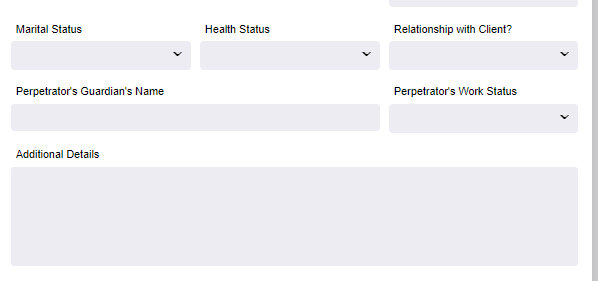 Marital Status
Health Status
Relationship with Client?
Perpetrator's Guardian's Name
Perpetrator's Work Status
Additional Details